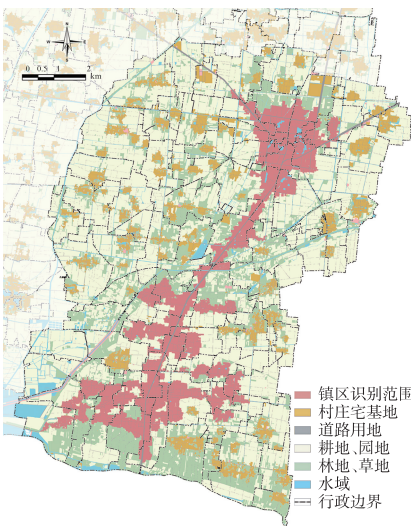 N
W E
S
0 0.5 1 2
km
镇区识别范围
村庄宅基地
道路用地
耕地、园地
林地、草地
水域
行政边界